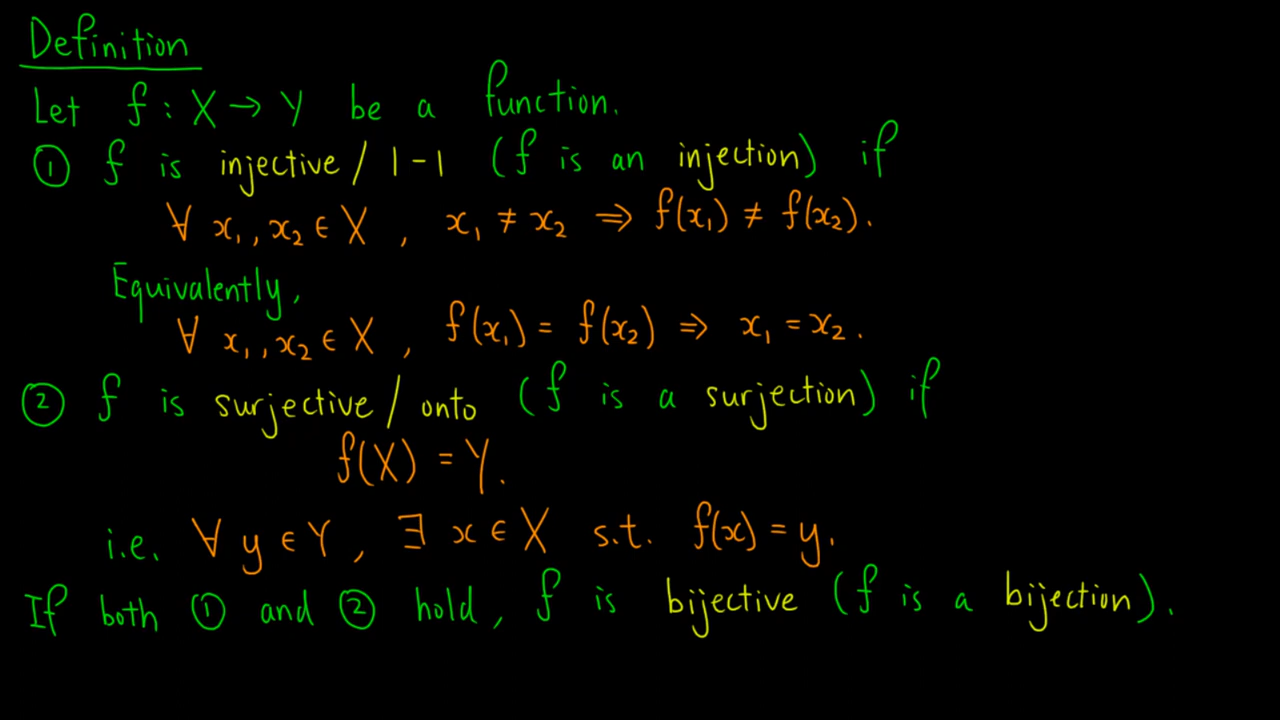 Definition
Let f : X → Y be a function.
① f is injective / 1-1 (f is an injection) if
∀ x₁, x₂ ∈ X , x₁ ≠ x₂ ⇒ f(x₁) ≠ f(x₂).
Equivalently,
∀ x₁, x₂ ∈ X , f(x₁) = f(x₂) ⇒ x₁ = x₂.
② f is surjective / onto (f is a surjection) if
f(X) = Y.
i.e. ∀ y ∈ Y , ∃ x ∈ X s.t. f(x) = y.
If both ① and ② hold, f is bijective (f is a bijection).